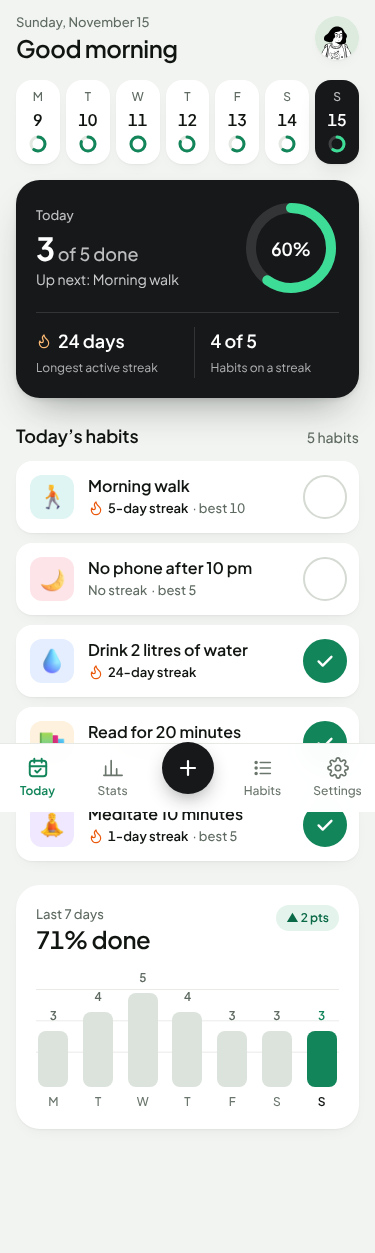 Sunday, November 15
Good morning
M T W T F S S
9 10 11 12 13 14 15
Today
3 of 5 done
Up next: Morning walk
60%
24 days
Longest active streak
4 of 5
Habits on a streak
Today's habits
5 habits
Morning walk
5-day streak · best 10
No phone after 10 pm
No streak · best 5
Drink 2 litres of water
24-day streak
Read for 20 minutes
Today
Stats
Habits
Settings
Meditate 10 minutes
1-day streak · best 5
Last 7 days
71% done
▲ 2 pts
3 4 5 4 3 3 3
M T W T F S S